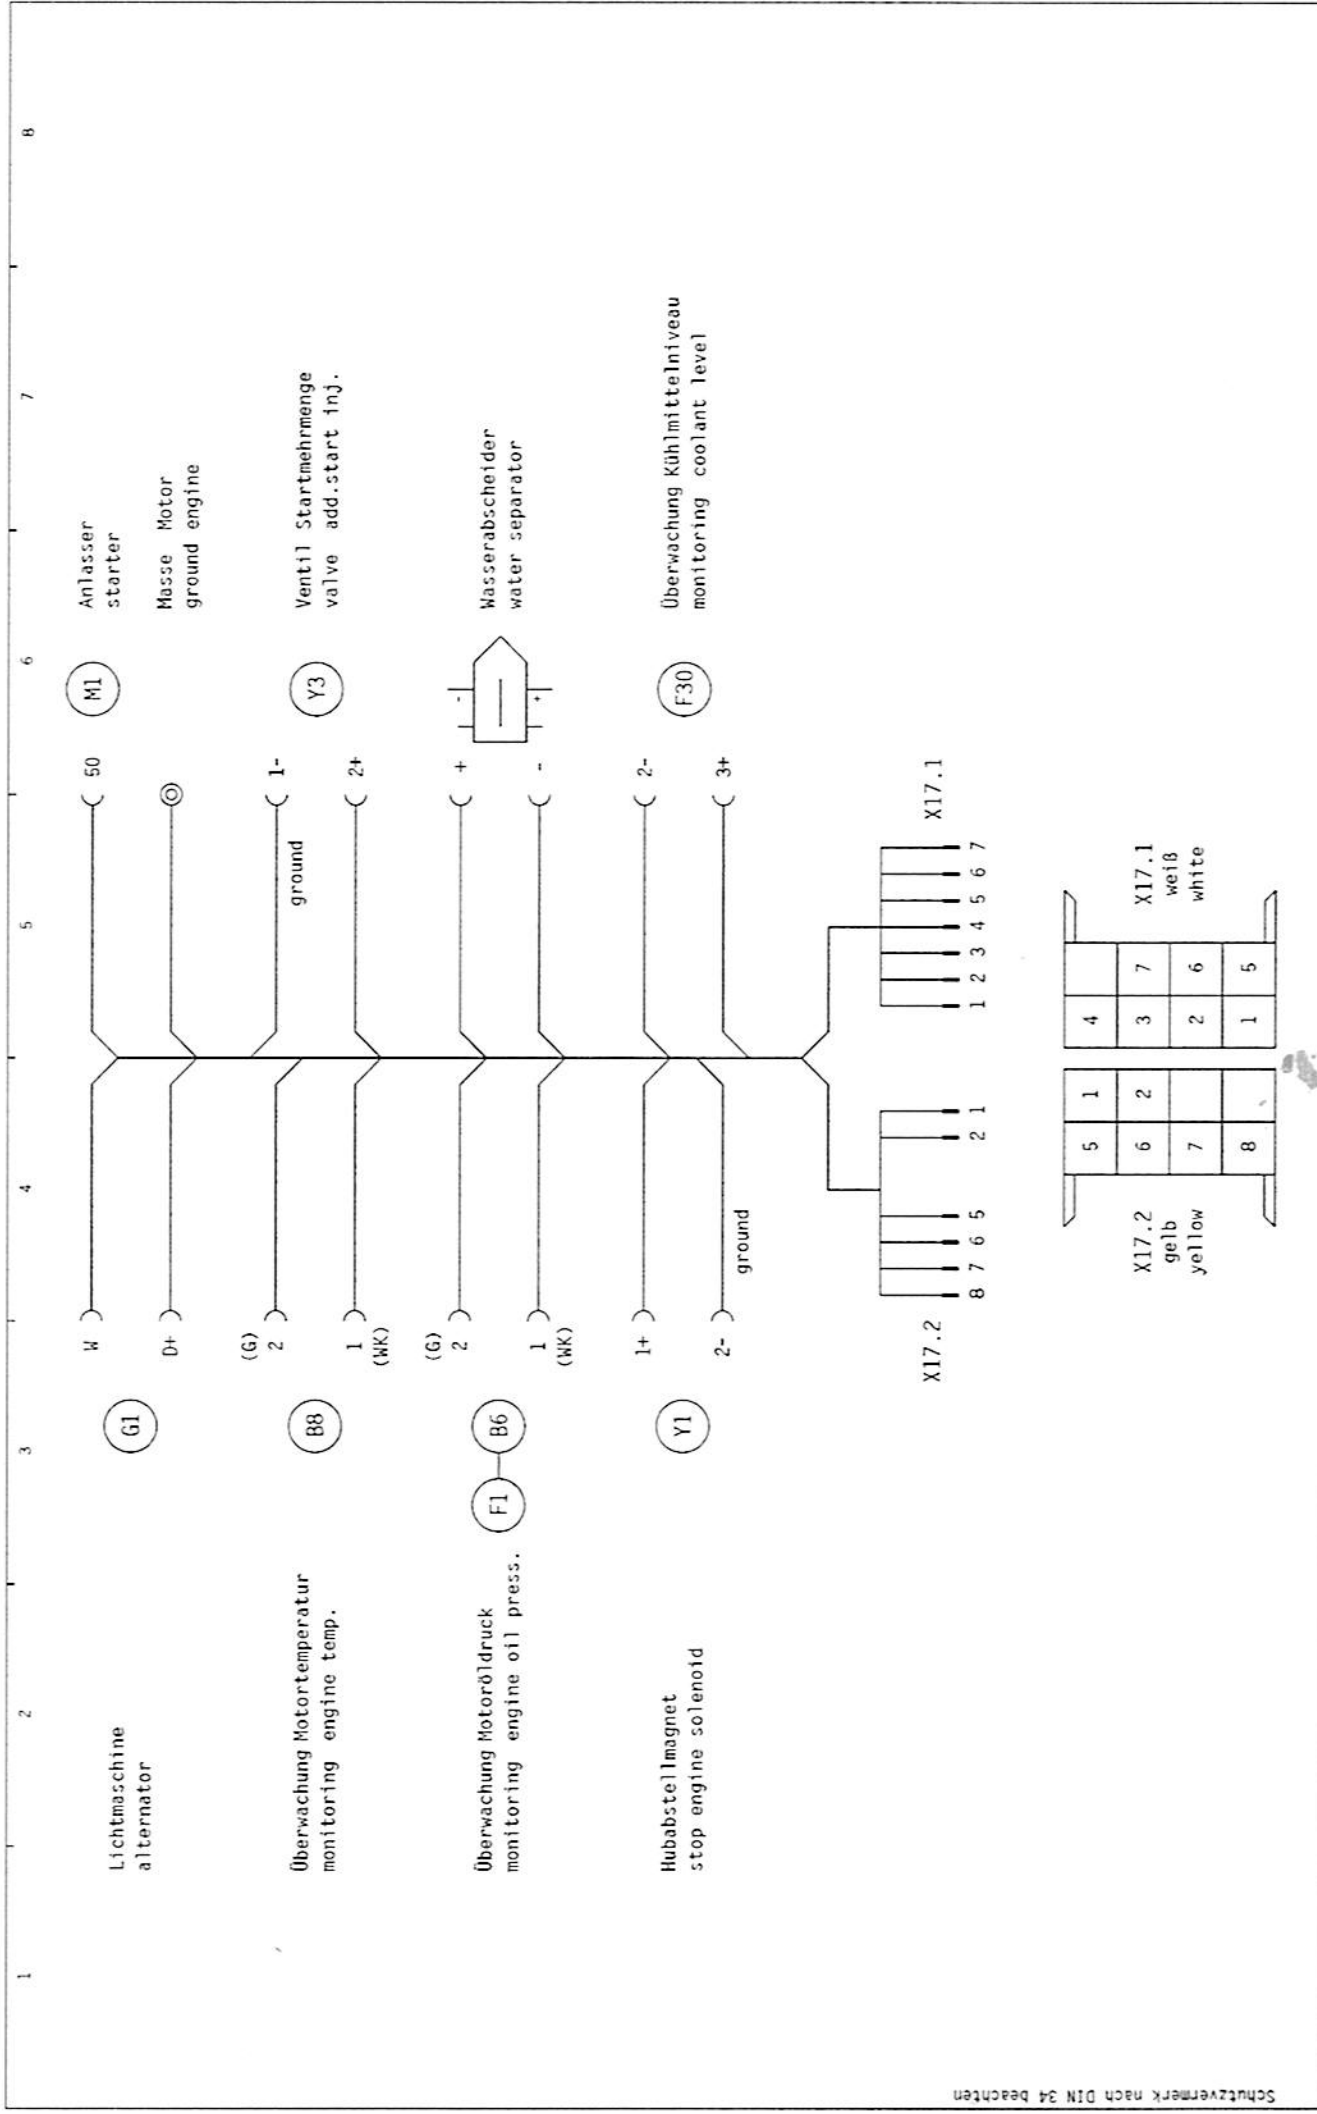 1 2 3 4 5 6 7 8
Lichtmaschine
alternator
G1
W
D+
50
M1
Anlasser
starter
Masse Motor
ground engine
Überwachung Motortemperatur
monitoring engine temp.
B8
(G)
2
1
(WK)
ground
1-
2+
Y3
Ventil Startmehrmenge
valve add.start inj.
Überwachung Motoröldruck
monitoring engine oil press.
F1
B6
(G)
2
1
(WK)
+
-
-
+
Wasserabscheider
water separator
Hubabstellmagnet
stop engine solenoid
Y1
1+
2-
ground
2-
3+
F30
Überwachung Kühlmittelniveau
monitoring coolant level
X17.2
8 7 6 5 2 1
1 2 3 4 5 6 7
X17.1
X17.2
gelb
yellow
5 1
6 2
7
8
4
3 7
2 6
1 5
X17.1
weiß
white
Schutzvermerk nach DIN 34 beachten